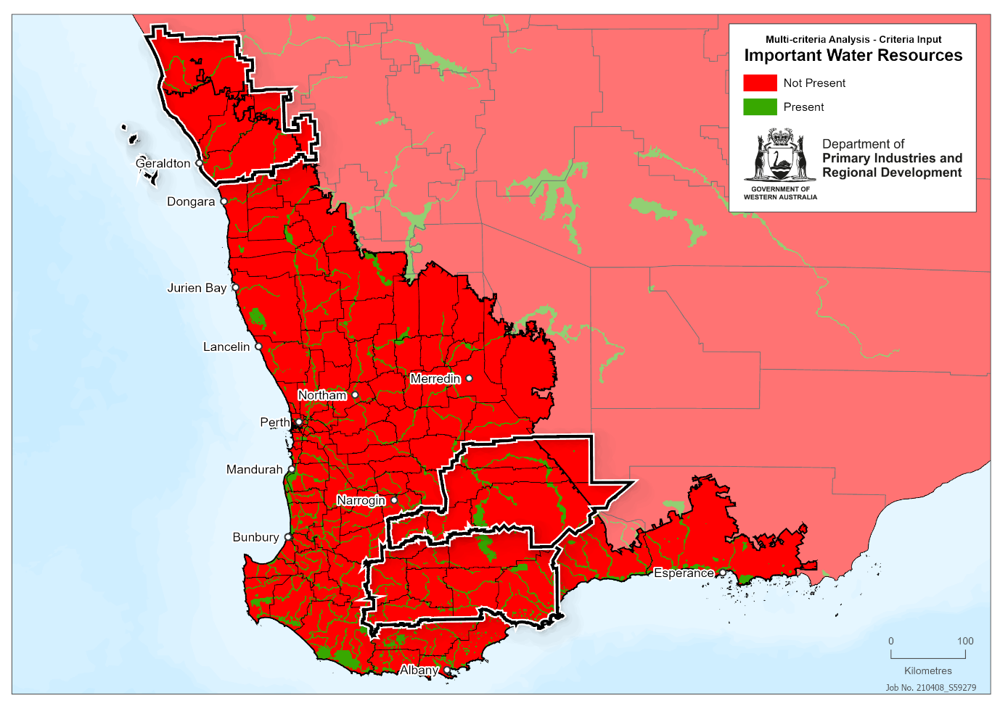 Multi-criteria Analysis - Criteria Input
Important Water Resources
Not Present
Present
Department of
Primary Industries and
Regional Development
GOVERNMENT OF
WESTERN AUSTRALIA
Geraldton
Dongara
Jurien Bay
Lancelin
Merredin
Northam
Perth
Mandurah
Narrogin
Bunbury
Esperance
Albany
0 100
Kilometres
Job No. 210408_S59279